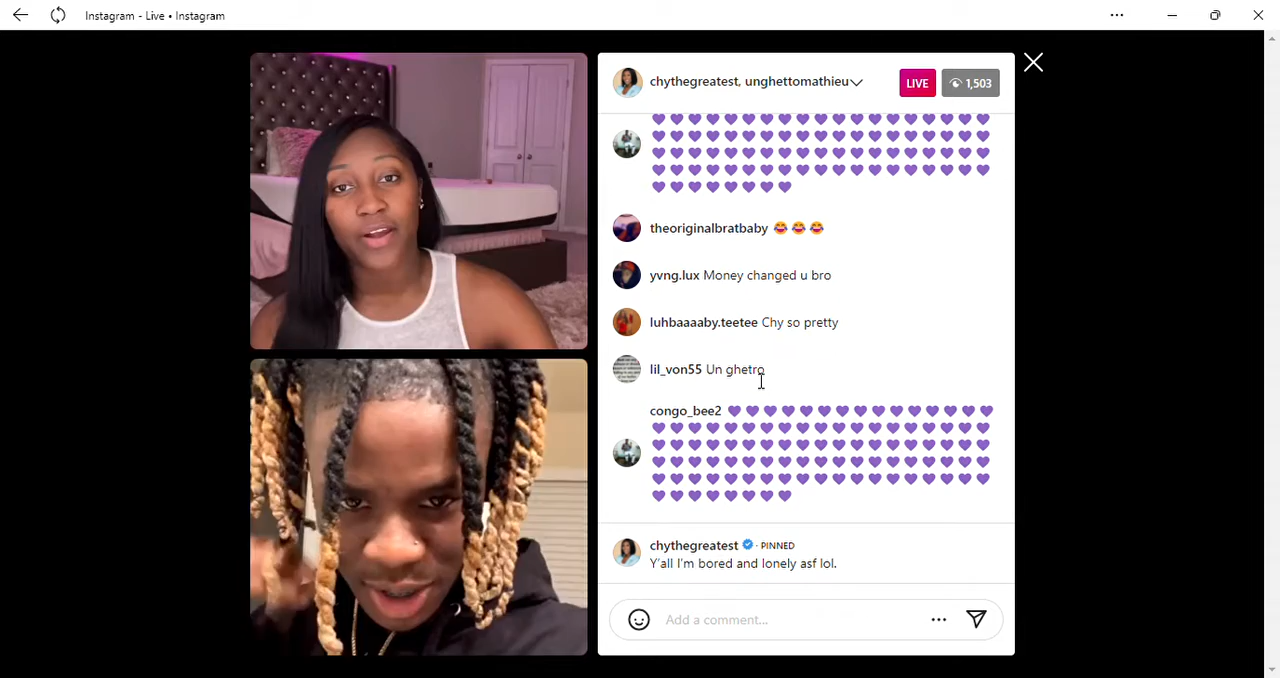 Instagram - Live • Instagram
chythegreatest, unghettomathieu
LIVE
1,503
💜💜💜💜💜💜💜💜💜💜💜💜💜💜💜💜💜💜💜
💜💜💜💜💜💜💜💜💜💜💜💜💜💜💜💜💜💜💜
💜💜💜💜💜💜💜💜💜💜💜💜💜💜💜💜💜💜💜
💜💜💜💜💜💜💜💜💜💜💜💜💜💜💜💜💜💜💜
💜💜💜💜💜💜💜💜
theoriginalbratbaby 😂😂😂
yvng.lux Money changed u bro
luhbaaaaby.teetee Chy so pretty
lil_von55 Un ghetro
congo_bee2 💜💜💜💜💜💜💜💜💜💜💜💜💜💜💜
💜💜💜💜💜💜💜💜💜💜💜💜💜💜💜💜💜💜💜
💜💜💜💜💜💜💜💜💜💜💜💜💜💜💜💜💜💜💜
💜💜💜💜💜💜💜💜💜💜💜💜💜💜💜💜💜💜💜
💜💜💜💜💜💜💜💜💜💜💜💜💜💜💜💜💜💜💜
💜💜💜💜💜💜💜💜
chythegreatest · PINNED
Y'all I'm bored and lonely asf lol.
Add a comment...